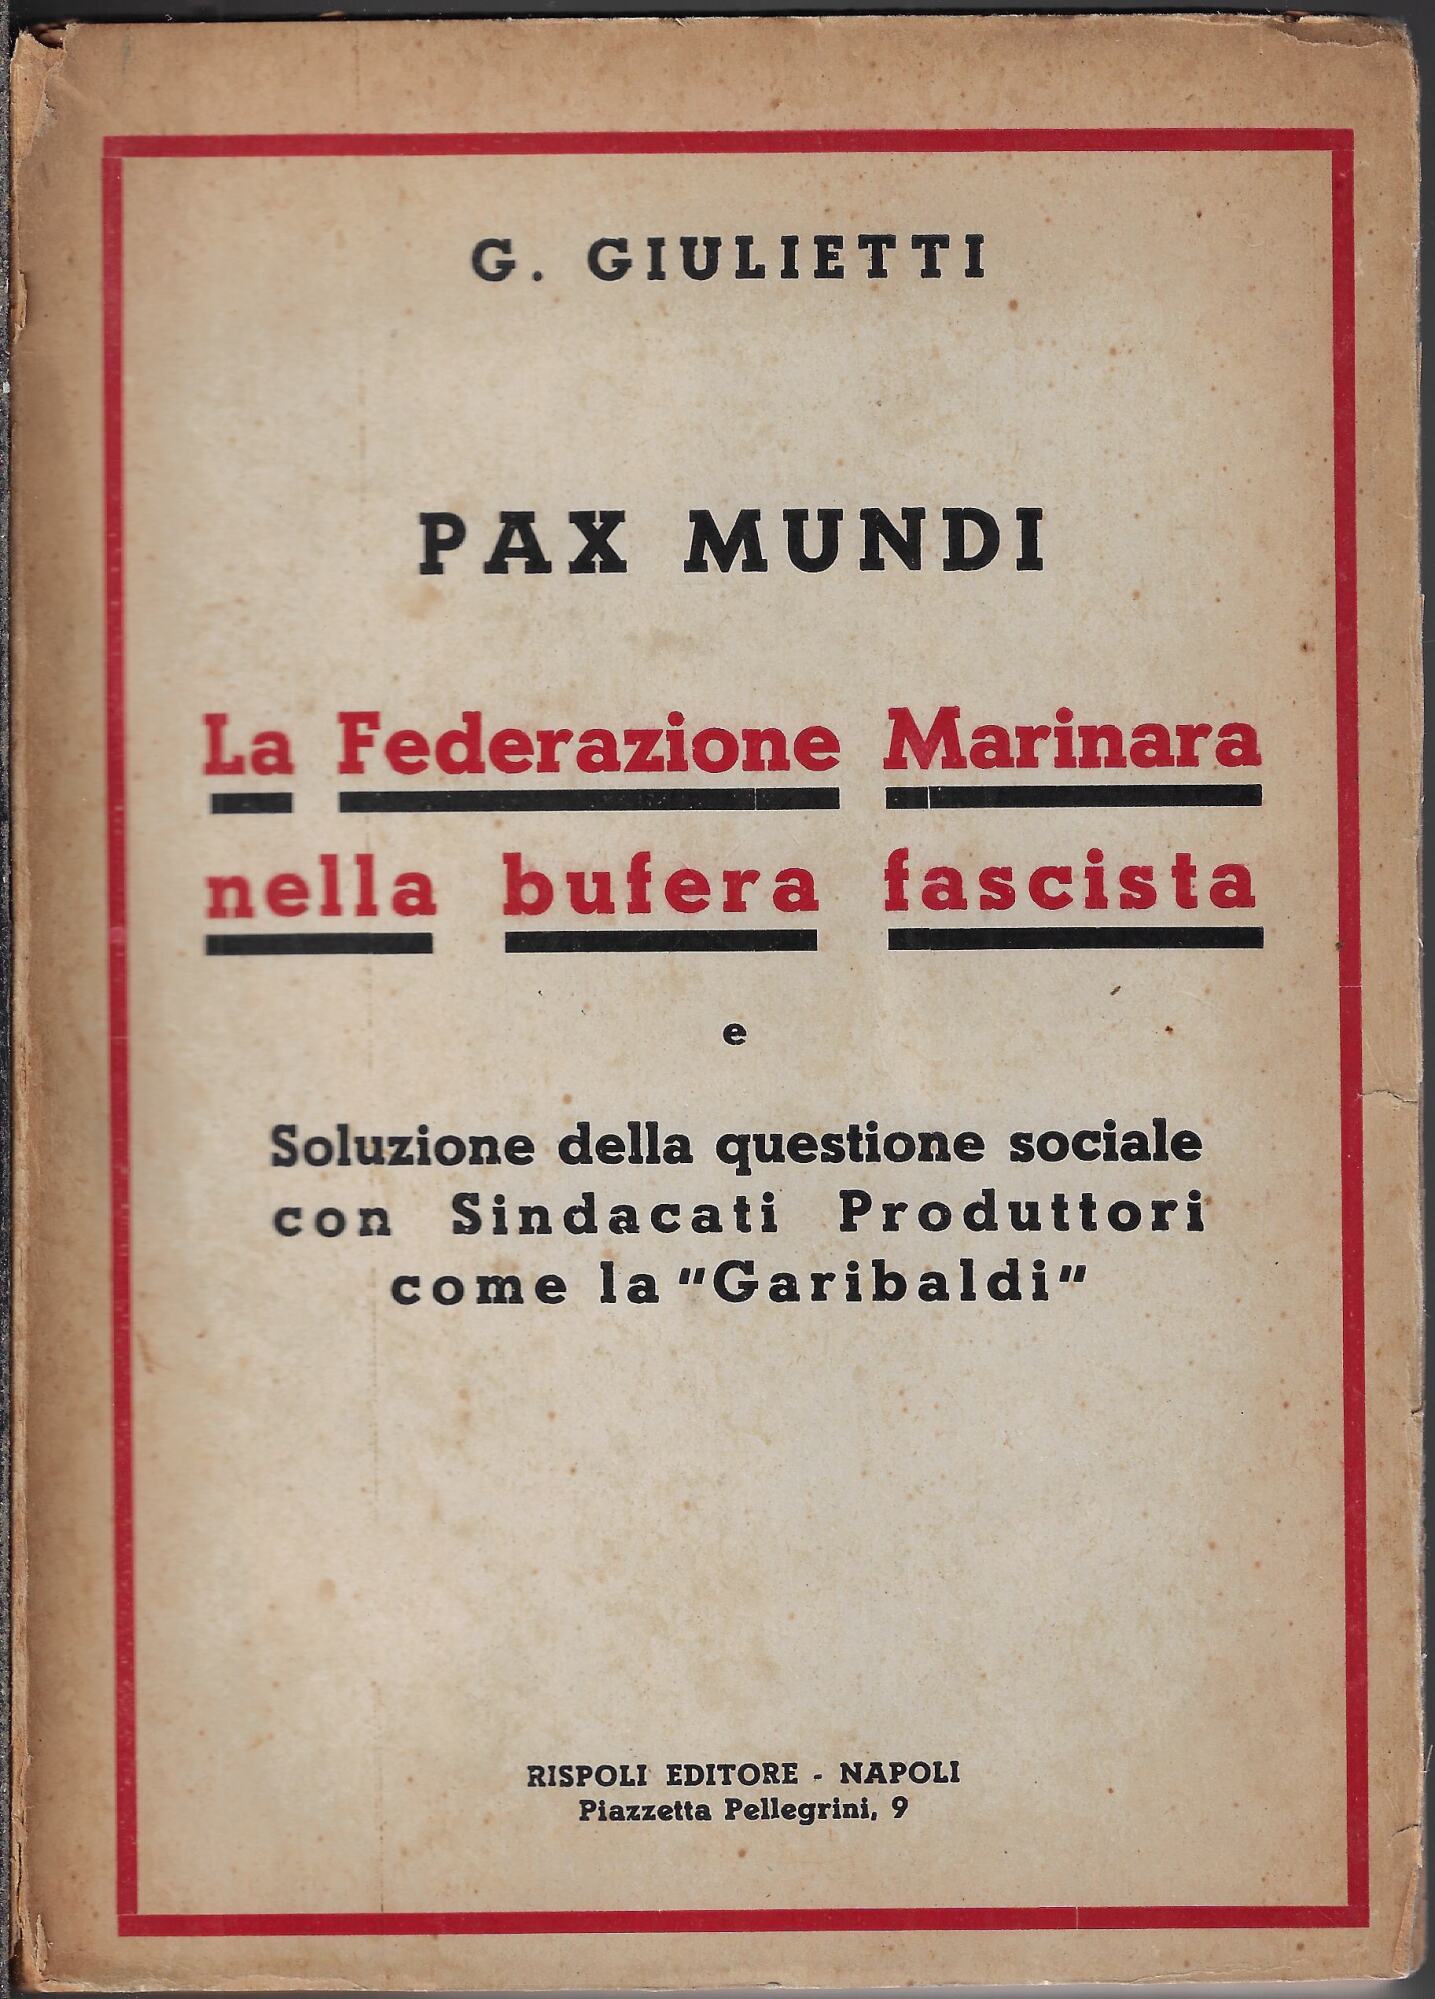 G. GIULIETTI
PAX MUNDI
La Federazione Marinara
nella bufera fascista
e
Soluzione della questione sociale
con Sindacati Produttori
come la "Garibaldi"
RISPOLI EDITORE - NAPOLI
Piazzetta Pellegrini, 9